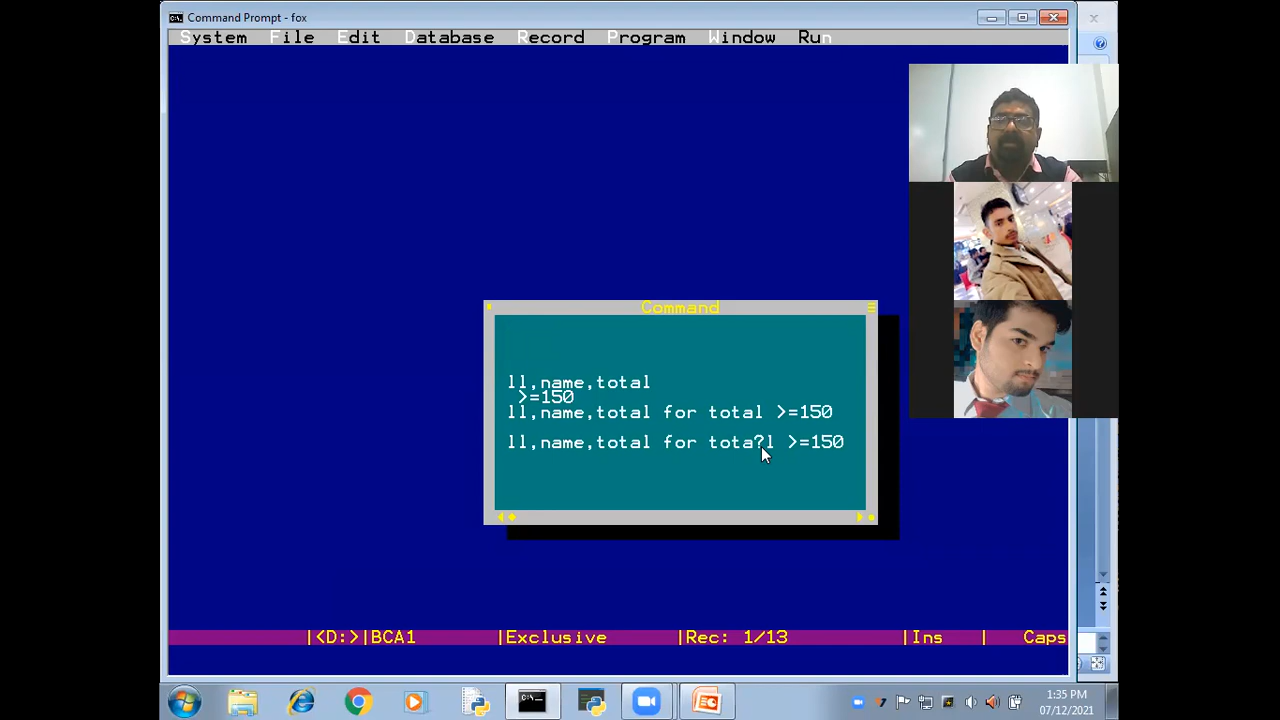 Command Prompt - fox
System File Edit Database Record Program Window Run
Command
ll,name,total
>=150
ll,name,total for total >=150
ll,name,total for tota?l >=150
|<D:>|BCA1 |Exclusive |Rec: 1/13 |Ins | Caps
1:35 PM
07/12/2021